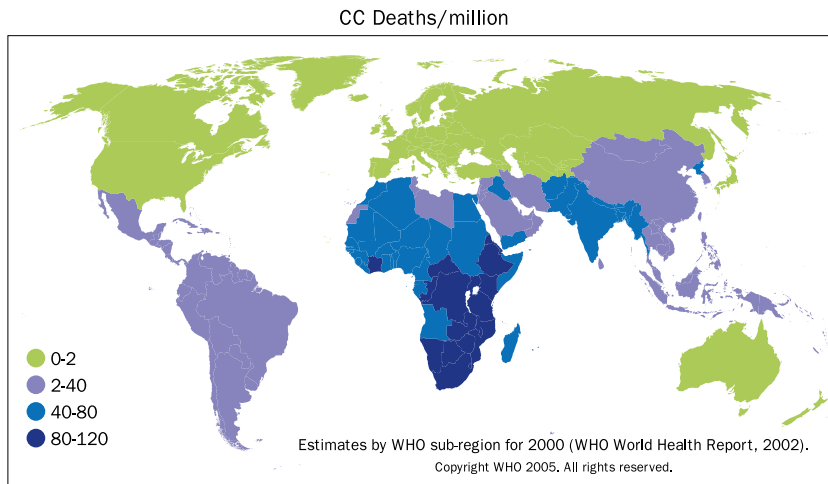 CC Deaths/million
0-2
2-40
40-80
80-120
Estimates by WHO sub-region for 2000 (WHO World Health Report, 2002).
Copyright WHO 2005. All rights reserved.